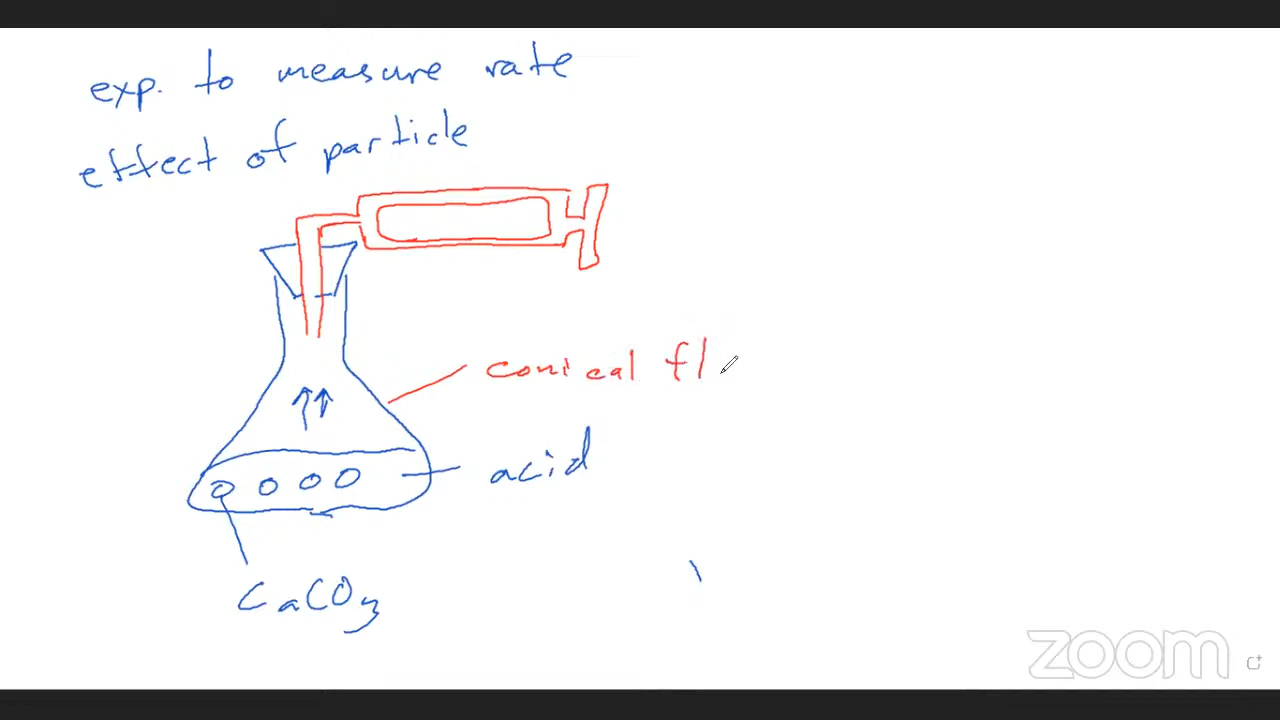 exp. to measure rate
effect of particle
conical fl
acid
CaCO3
zoom